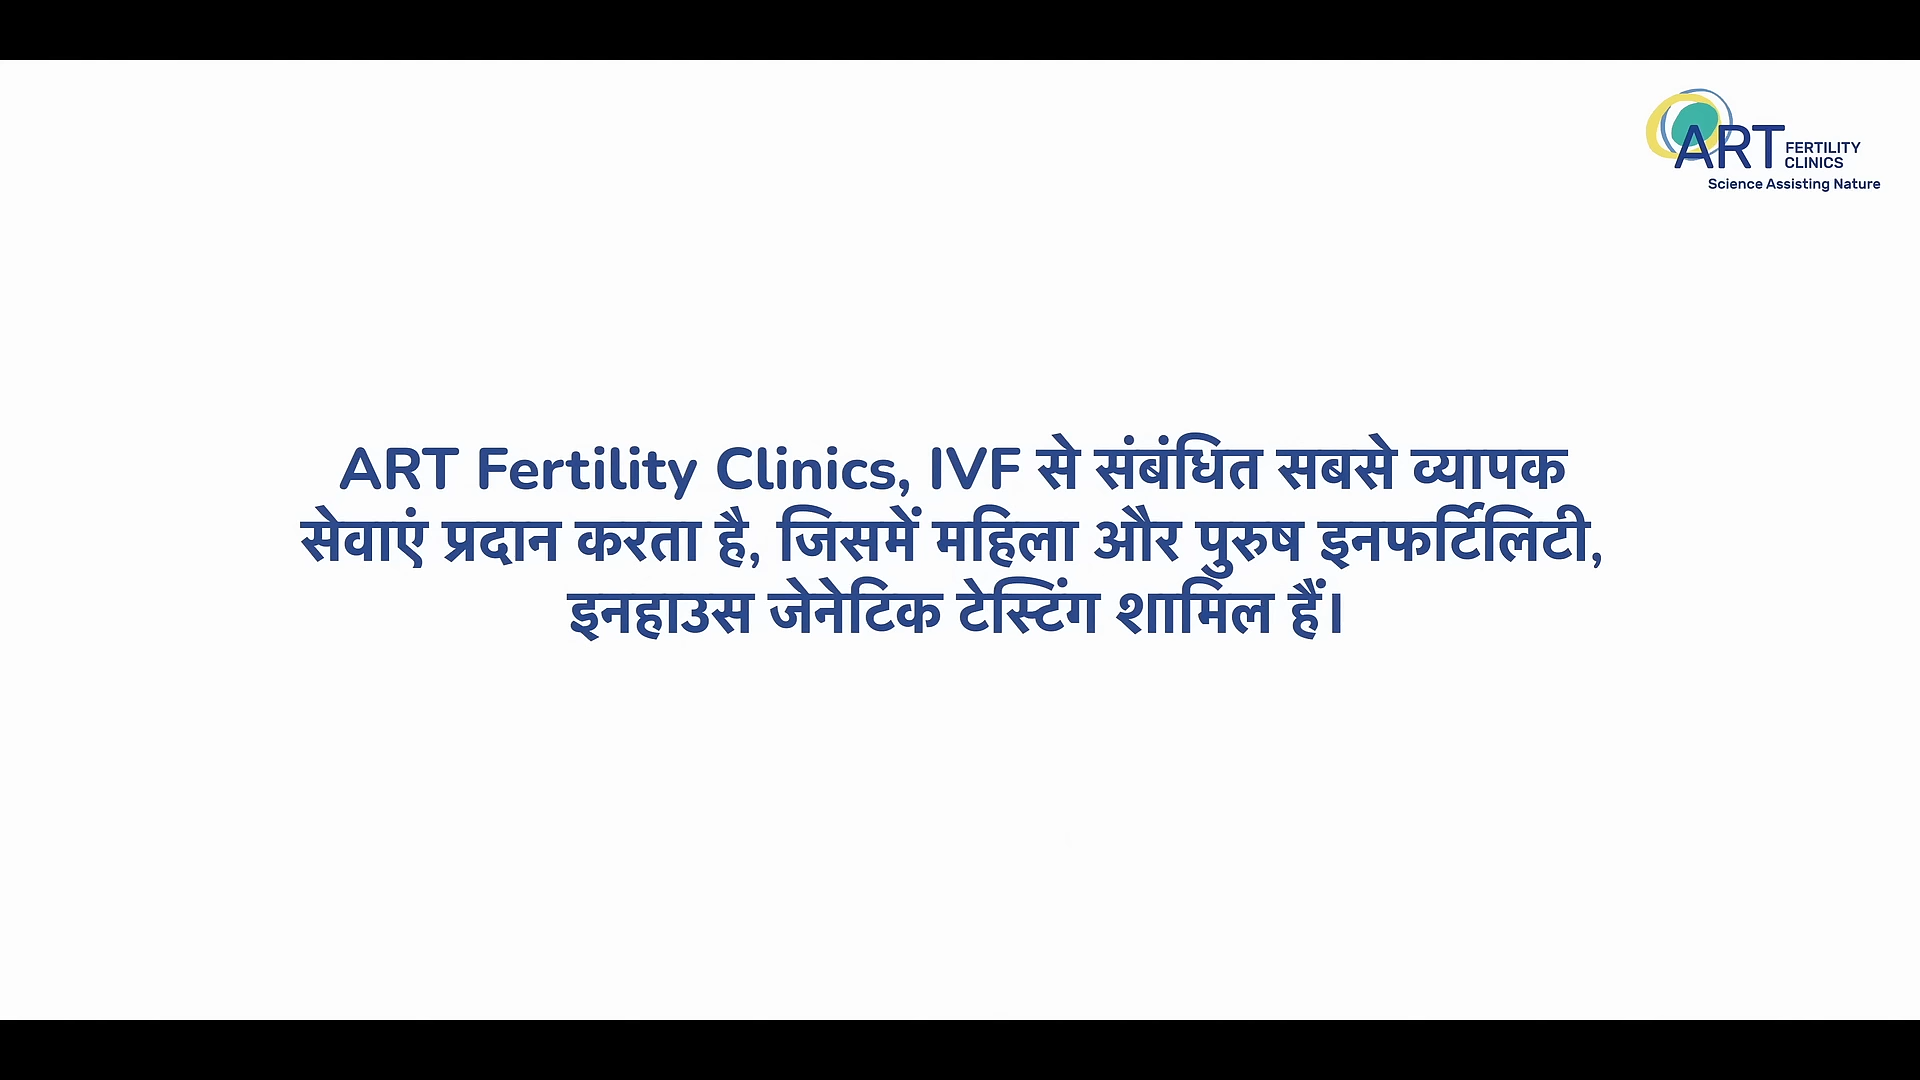 ART FERTILITY
CLINICS
Science Assisting Nature
ART Fertility Clinics, IVF से संबंधित सबसे व्यापक
सेवाएं प्रदान करता है, जिसमें महिला और पुरुष इनफर्टिलिटी,
इनहाउस जेनेटिक टेस्टिंग शामिल हैं।